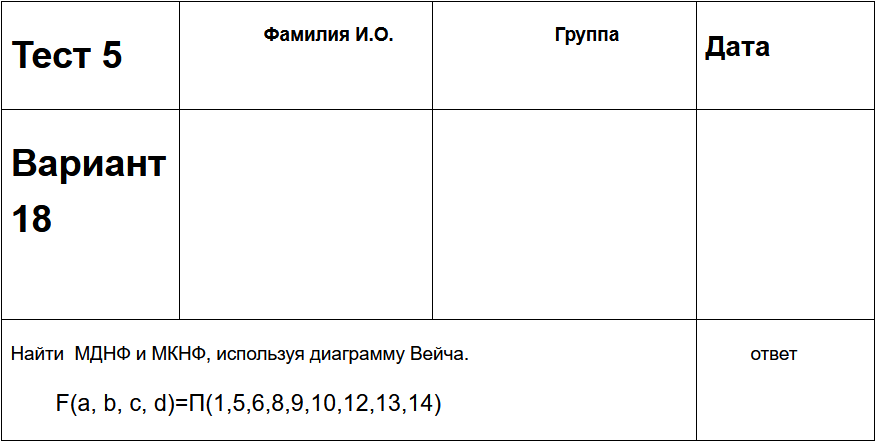 Тест 5
Фамилия И.О.
Группа
Дата
Вариант
18
Найти МДНФ и МКНФ, используя диаграмму Вейча.
ответ
F(a, b, c, d)=П(1,5,6,8,9,10,12,13,14)